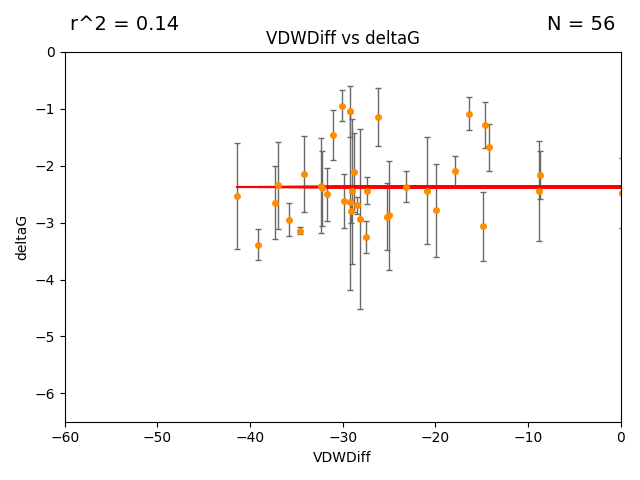 r^2 = 0.14
N = 56
VDWDiff vs deltaG
0
−1
−2
−3
−4
−5
−6
deltaG
−60 −50 −40 −30 −20 −10 0
VDWDiff